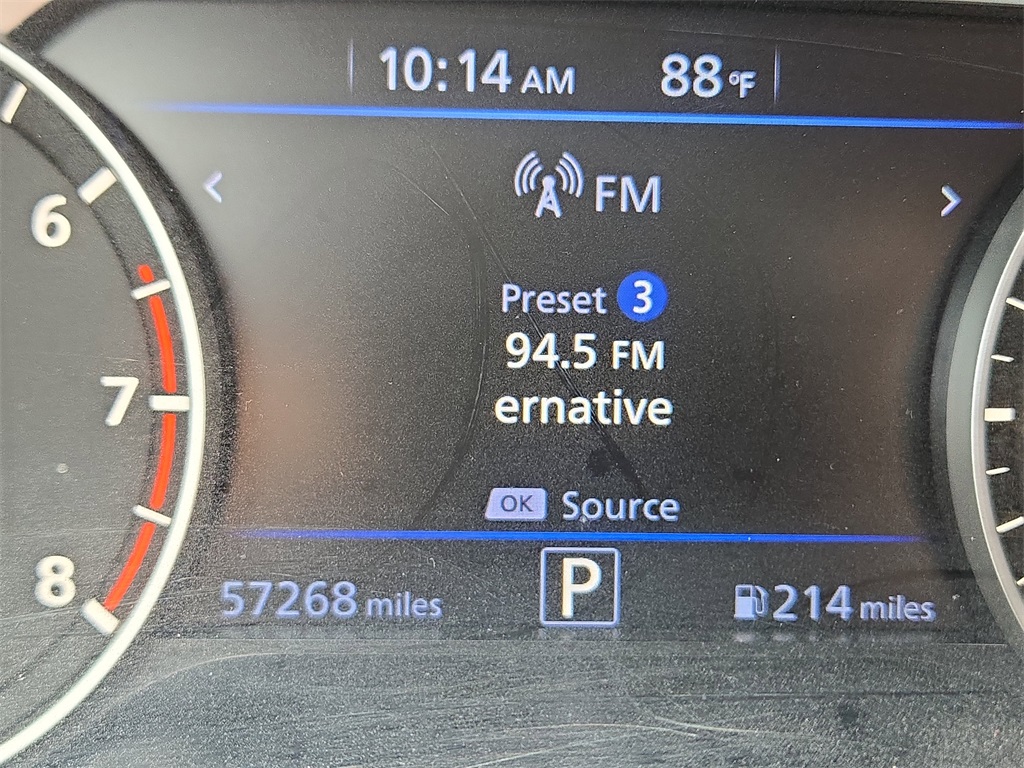 10:14 AM 88 °F
< FM >
Preset 3
94.5 FM
ernative
OK Source
57268 miles P 214 miles
6
7
8